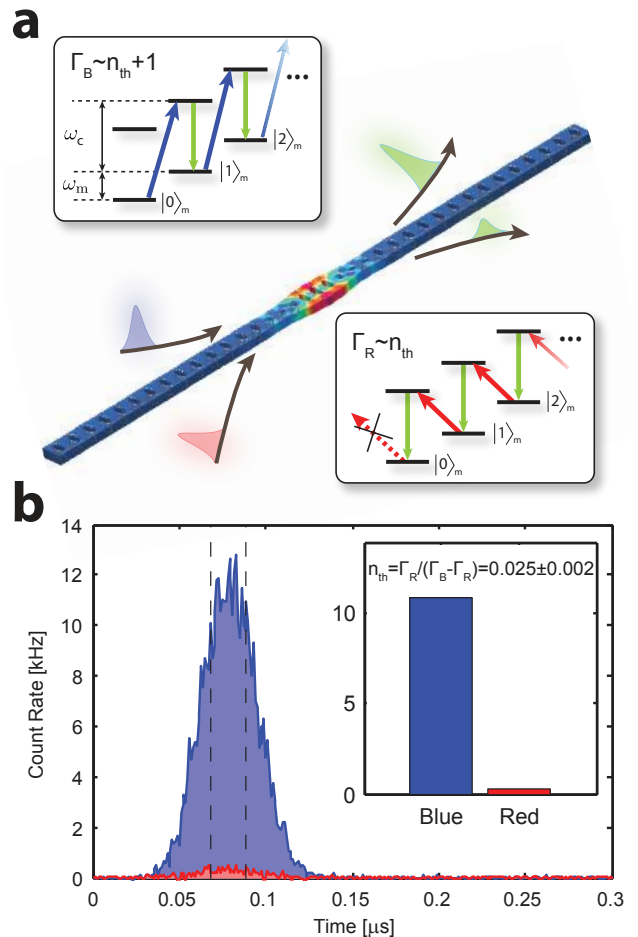 a
Γ_B~n_th+1
•••
ω_c
|2⟩_m
ω_m
|1⟩_m
|0⟩_m
Γ_R~n_th
•••
|2⟩_m
|1⟩_m
|0⟩_m
b
14
12
10
8
6
4
2
0
Count Rate [kHz]
n_th=Γ_R/(Γ_B-Γ_R)=0.025±0.002
10
5
0
Blue Red
0 0.05 0.1 0.15 0.2 0.25 0.3
Time [μs]